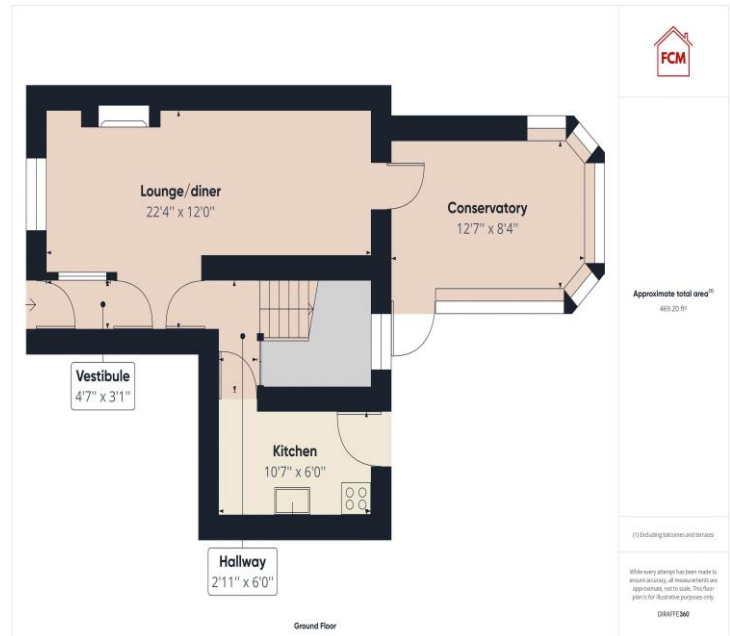 FCM
Lounge/diner
22'4" x 12'0"
Conservatory
12'7" x 8'4"
Approximate total area(1)
469.20 ft²
Vestibule
4'7" x 3'1"
Kitchen
10'7" x 6'0"
Hallway
2'11" x 6'0"
(1) Excluding balconies and terraces
While every attempt has been made to
ensure accuracy, all measurements are
approximate, not to scale. This floor
plan is for illustrative purposes only.
GIRAFFE360
Ground Floor